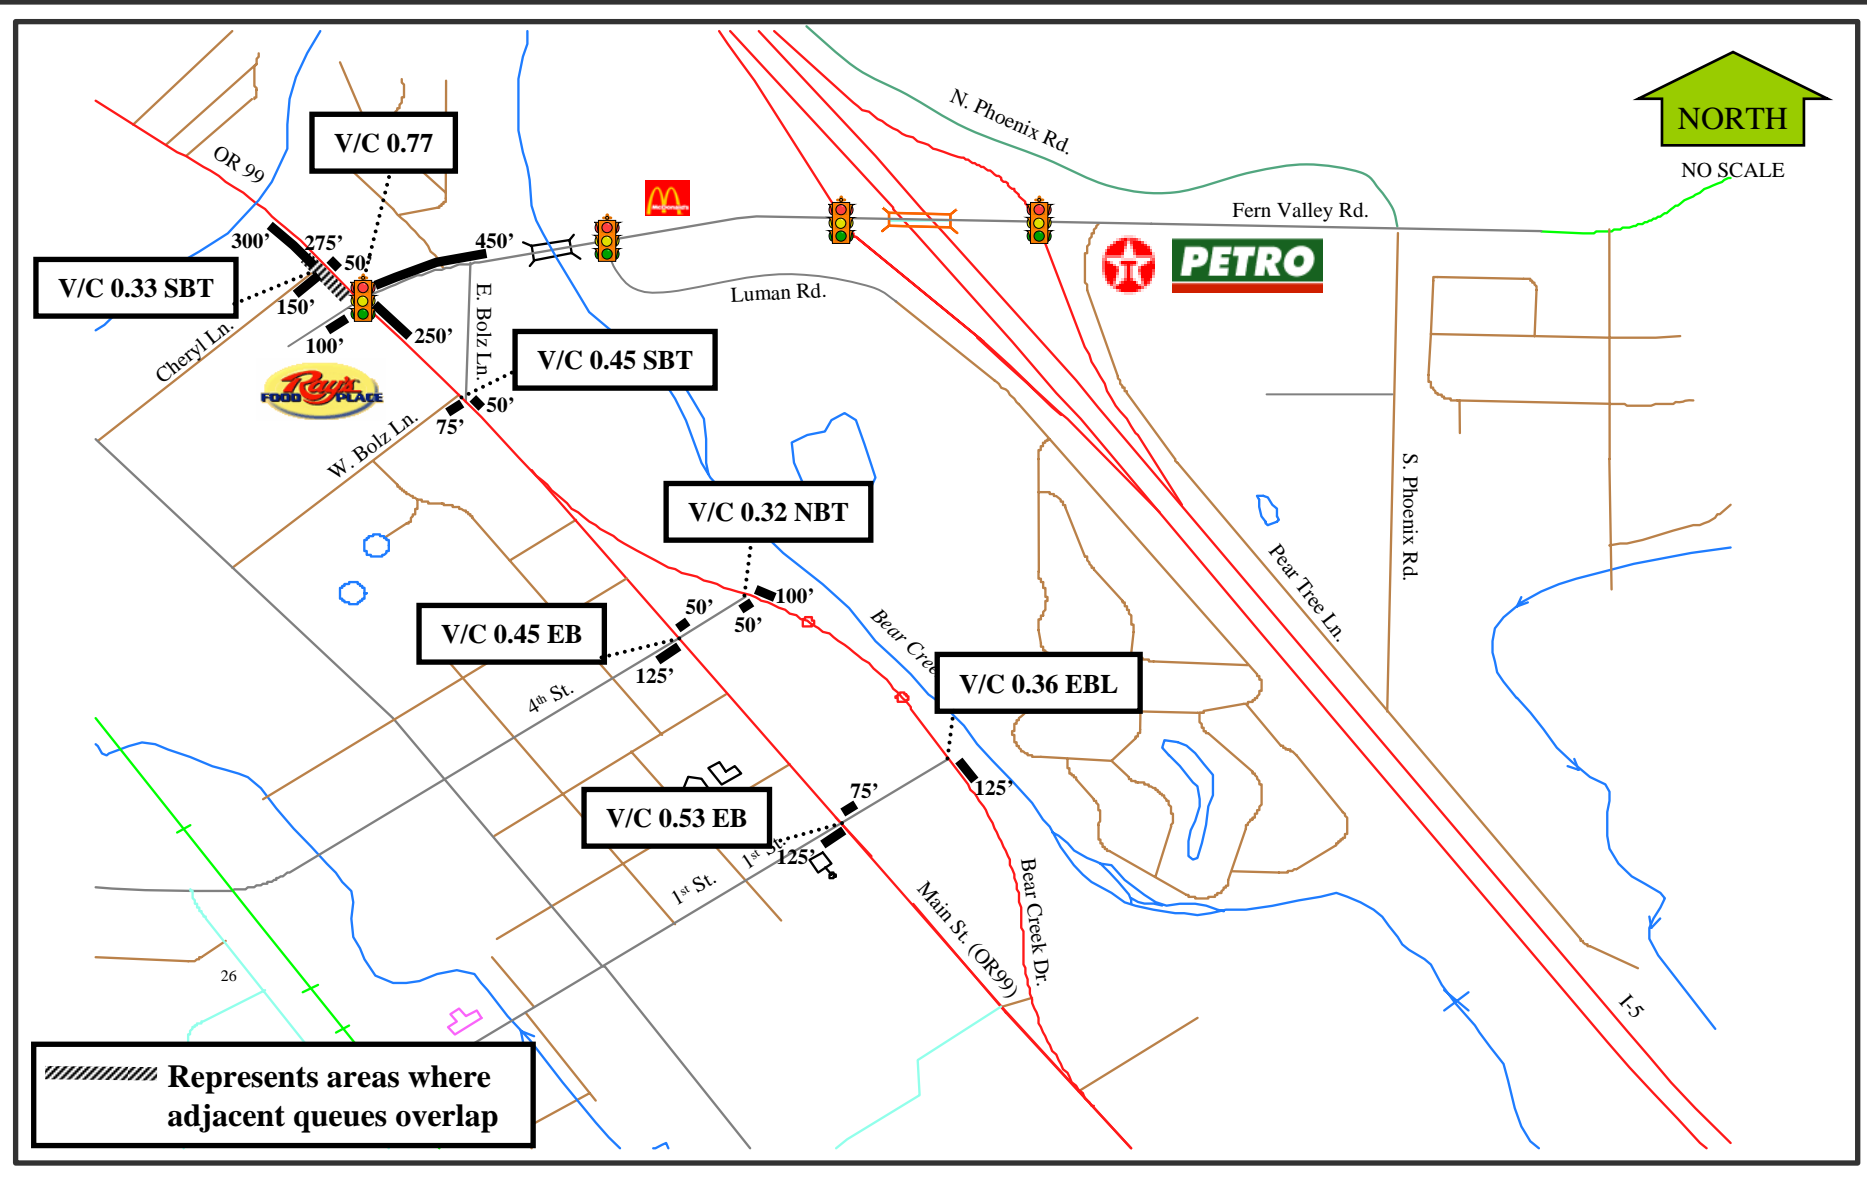 NORTH
NO SCALE
N. Phoenix Rd.
V/C 0.77
OR 99
McDonald's
Fern Valley Rd.
300’
275’
50’
450’
PETRO
V/C 0.33 SBT
150’
Luman Rd.
E. Bolz Ln.
250’
100’
Cheryl Ln.
V/C 0.45 SBT
Ray's
FOOD PLACE
50’
75’
W. Bolz Ln.
S. Phoenix Rd.
V/C 0.32 NBT
Pear Tree Ln.
100’
50’
50’
V/C 0.45 EB
125’
Bear Cree
V/C 0.36 EBL
4th St.
125’
75’
V/C 0.53 EB
1st St.
125’
1st St.
Main St. (OR99)
Bear Creek Dr.
26
I-5
Represents areas where
adjacent queues overlap